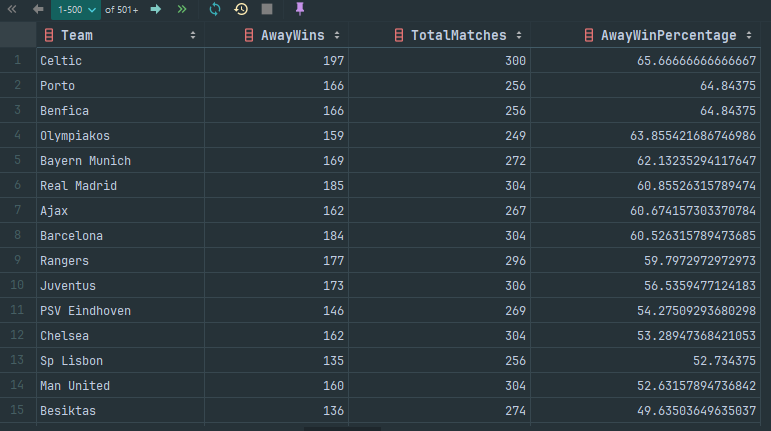 1-500 of 501+
Team AwayWins TotalMatches AwayWinPercentage
1 Celtic 197 300 65.66666666666667
2 Porto 166 256 64.84375
3 Benfica 166 256 64.84375
4 Olympiakos 159 249 63.855421686746986
5 Bayern Munich 169 272 62.13235294117647
6 Real Madrid 185 304 60.85526315789474
7 Ajax 162 267 60.674157303370784
8 Barcelona 184 304 60.526315789473685
9 Rangers 177 296 59.7972972972973
10 Juventus 173 306 56.5359477124183
11 PSV Eindhoven 146 269 54.27509293680298
12 Chelsea 162 304 53.28947368421053
13 Sp Lisbon 135 256 52.734375
14 Man United 160 304 52.63157894736842
15 Besiktas 136 274 49.63503649635037